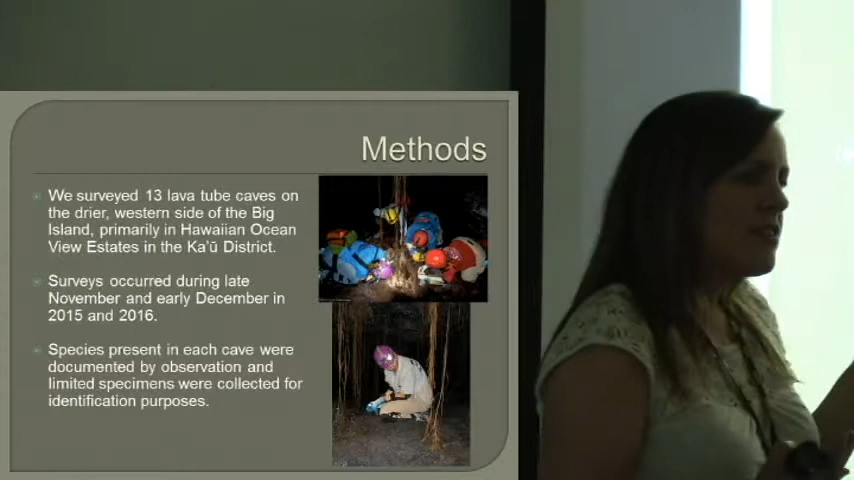 Methods
We surveyed 13 lava tube caves on
the drier, western side of the Big
Island, primarily in Hawaiian Ocean
View Estates in the Ka'ū District.
Surveys occurred during late
November and early December in
2015 and 2016.
Species present in each cave were
documented by observation and
limited specimens were collected for
identification purposes.